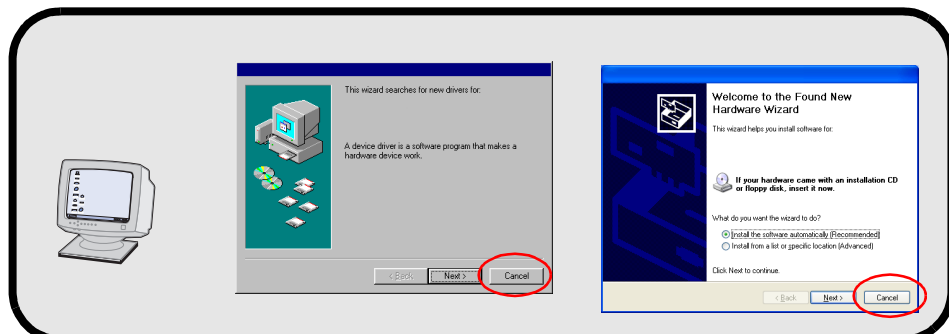 This wizard searches for new drivers for:
A device driver is a software program that makes a
hardware device work.
< Back
Next >
Cancel
Welcome to the Found New
Hardware Wizard
This wizard helps you install software for:
If your hardware came with an installation CD
or floppy disk, insert it now.
What do you want the wizard to do?
Install the software automatically (Recommended)
Install from a list or specific location (Advanced)
Click Next to continue.
< Back
Next >
Cancel